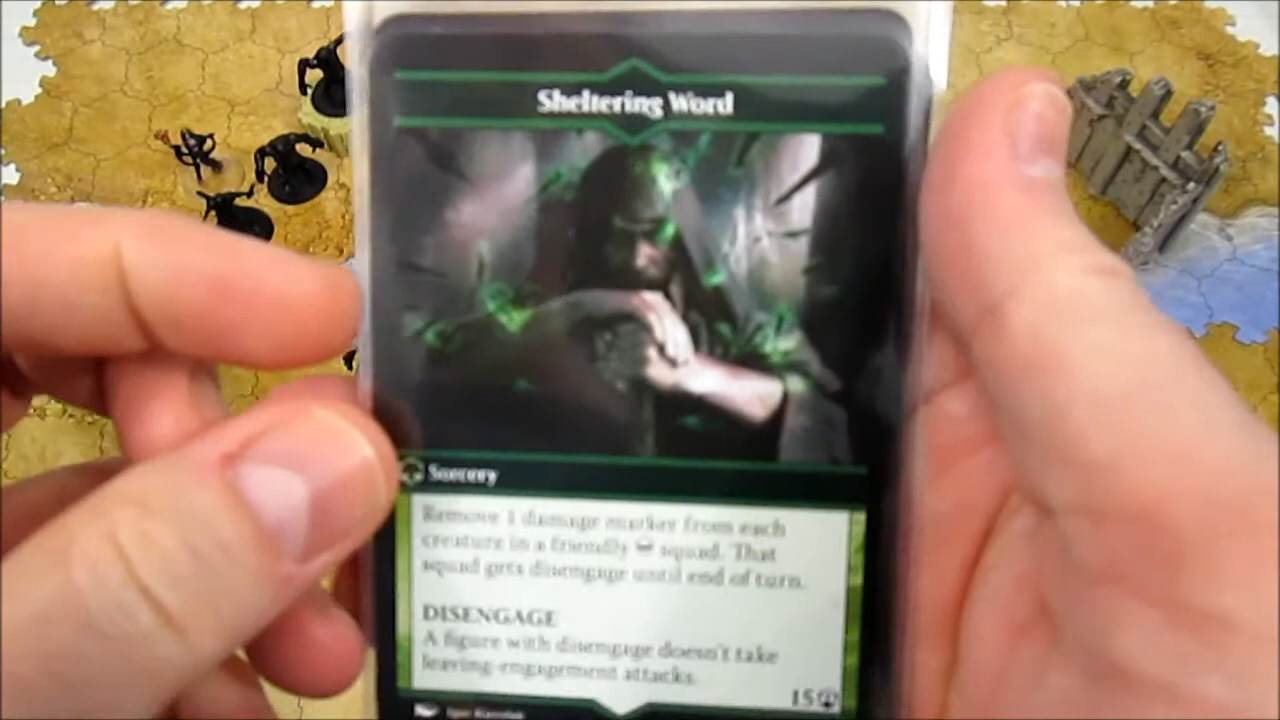 Sheltering Word
Sorcery
Remove 1 damage marker from each
creature in a friendly squad. That
squad gets disengage until end of turn.
DISENGAGE
A figure with disengage doesn't take
leaving-engagement attacks.
15